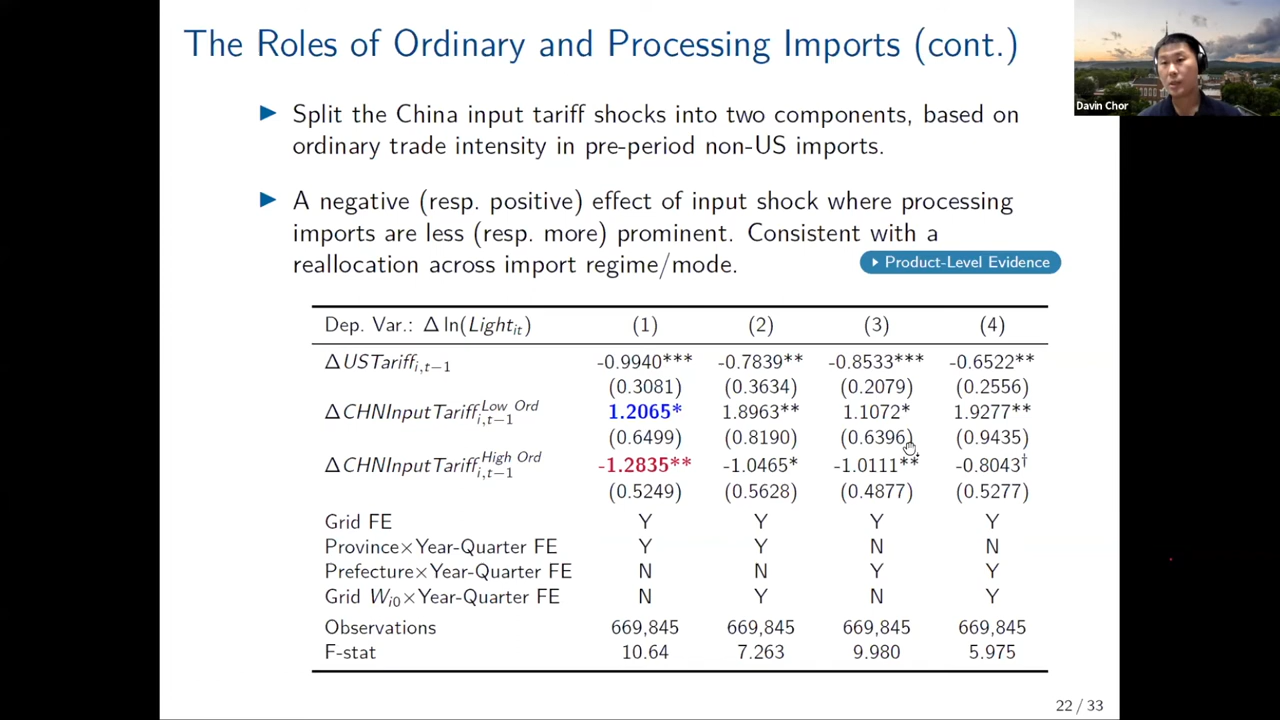 The Roles of Ordinary and Processing Imports (cont.)
Davin Chor
▶ Split the China input tariff shocks into two components, based on
ordinary trade intensity in pre-period non-US imports.
▶ A negative (resp. positive) effect of input shock where processing
imports are less (resp. more) prominent. Consistent with a
reallocation across import regime/mode.
▶ Product-Level Evidence
Dep. Var.: Δ ln(Light_it) (1) (2) (3) (4)
ΔUSTariff_i,t−1 -0.9940*** -0.7839** -0.8533*** -0.6522**
(0.3081) (0.3634) (0.2079) (0.2556)
ΔCHNInputTariff^Low Ord_i,t−1 1.2065* 1.8963** 1.1072* 1.9277**
(0.6499) (0.8190) (0.6396) (0.9435)
ΔCHNInputTariff^High Ord_i,t−1 -1.2835** -1.0465* -1.0111** -0.8043†
(0.5249) (0.5628) (0.4877) (0.5277)
Grid FE Y Y Y Y
Province×Year-Quarter FE Y Y N N
Prefecture×Year-Quarter FE N N Y Y
Grid W_i0×Year-Quarter FE N Y N Y
Observations 669,845 669,845 669,845 669,845
F-stat 10.64 7.263 9.980 5.975
22 / 33